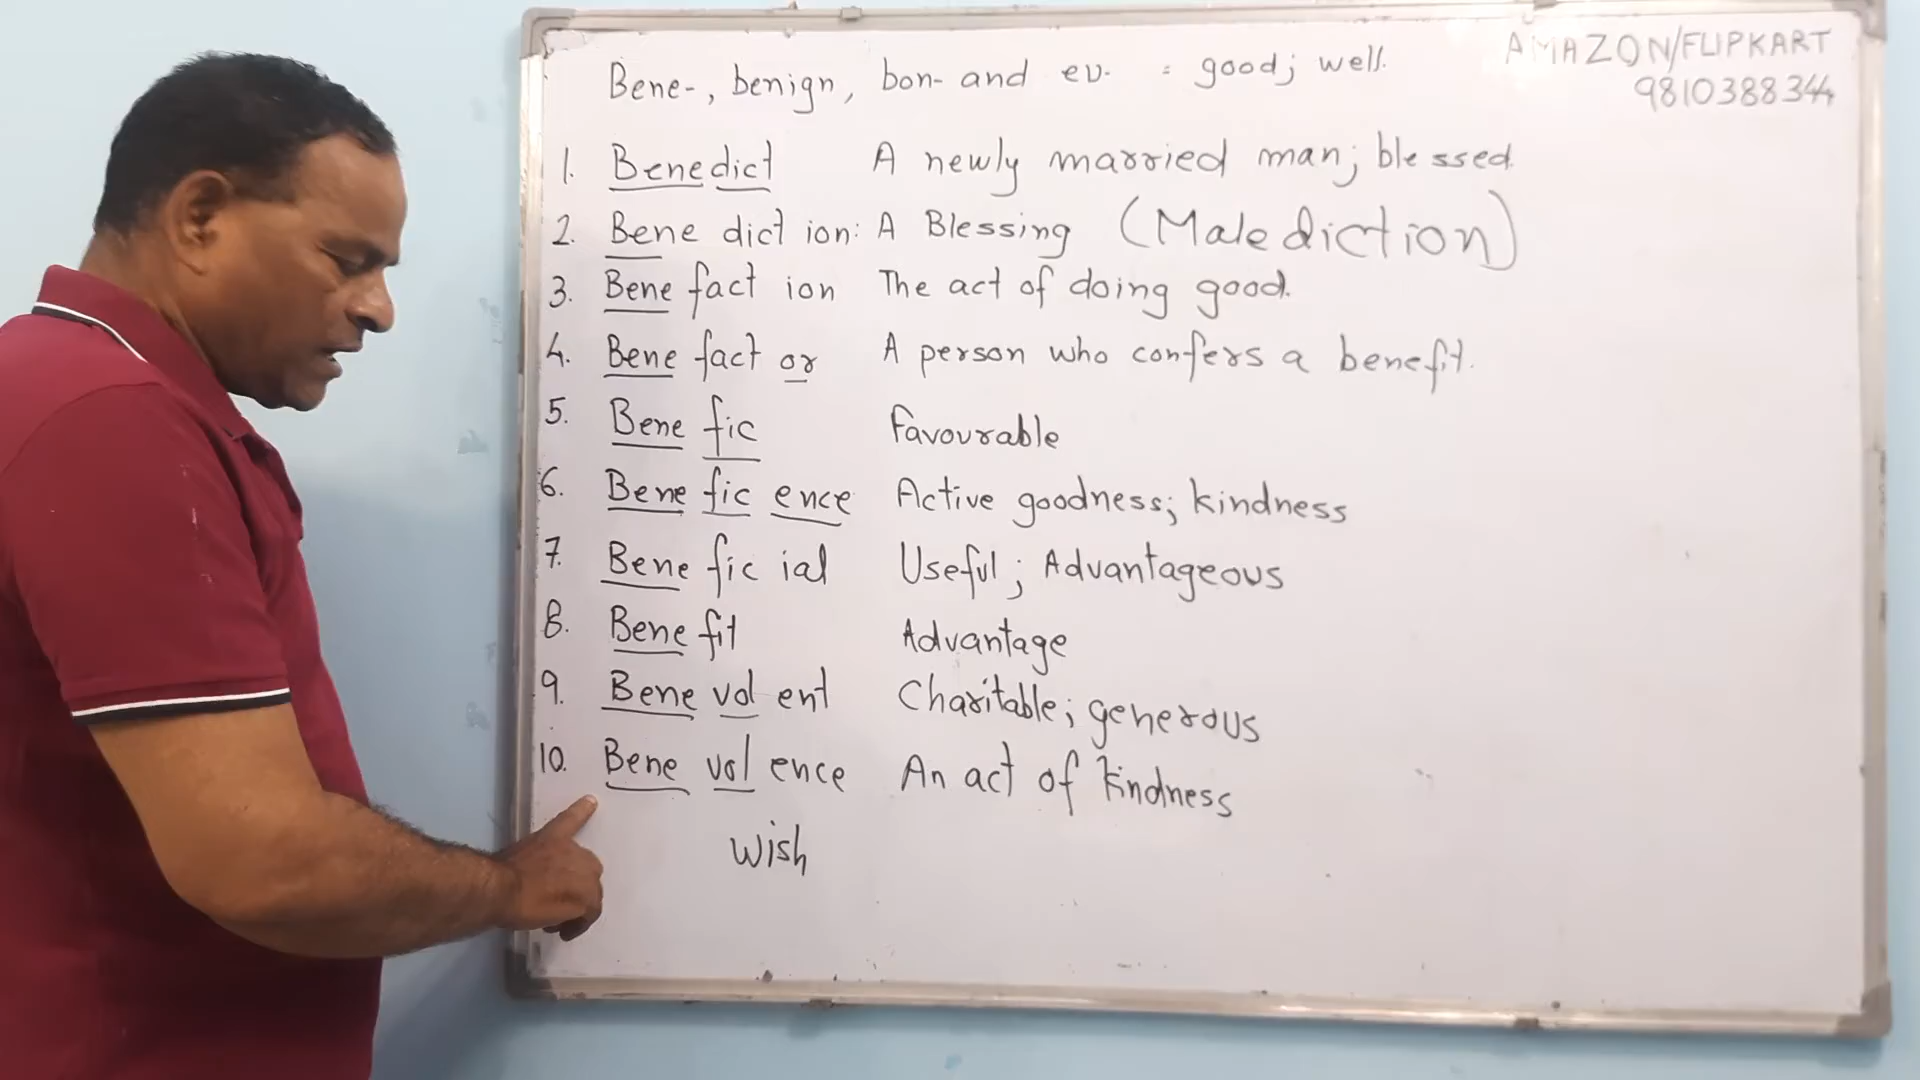 AMAZON/FLIPKART
9810388344
Bene-, benign, bon- and eu- = good; well.
1. Benedict A newly married man; blessed.
2. Bene dict ion: A Blessing (Malediction)
3. Bene fact ion The act of doing good.
4. Bene fact or A person who confers a benefit.
5. Bene fic Favourable
6. Bene fic ence Active goodness; kindness
7. Bene fic ial Useful; Advantageous
8. Bene fit Advantage
9. Bene vol ent Charitable; generous
10. Bene vol ence An act of kindness
Wish